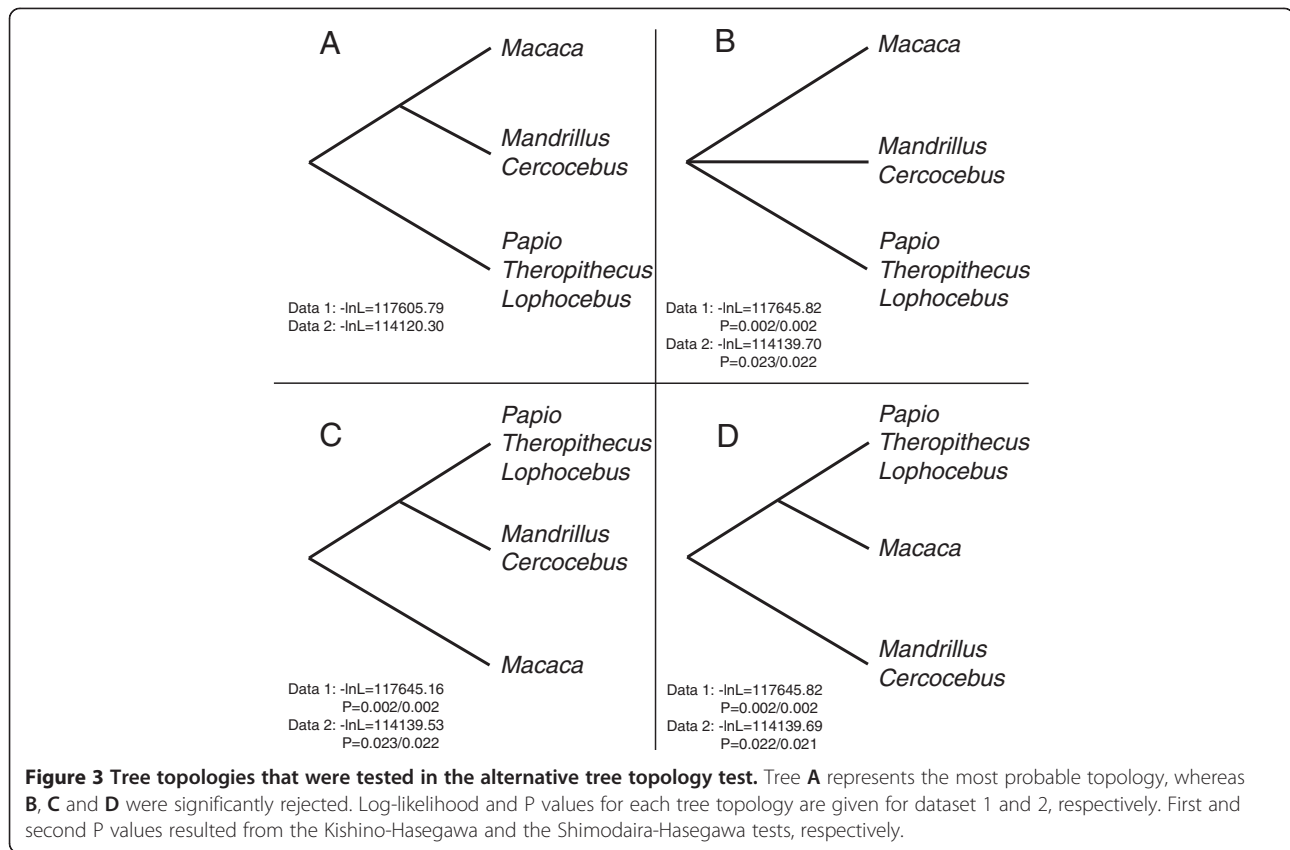 A
Macaca
Mandrillus
Cercocebus
Papio
Theropithecus
Lophocebus
Data 1: -lnL=117605.79
Data 2: -lnL=114120.30
B
Macaca
Mandrillus
Cercocebus
Papio
Theropithecus
Lophocebus
Data 1: -lnL=117645.82
P=0.002/0.002
Data 2: -lnL=114139.70
P=0.023/0.022
C
Papio
Theropithecus
Lophocebus
Mandrillus
Cercocebus
Macaca
Data 1: -lnL=117645.16
P=0.002/0.002
Data 2: -lnL=114139.53
P=0.023/0.022
D
Papio
Theropithecus
Lophocebus
Macaca
Mandrillus
Cercocebus
Data 1: -lnL=117645.82
P=0.002/0.002
Data 2: -lnL=114139.69
P=0.022/0.021
Figure 3 Tree topologies that were tested in the alternative tree topology test. Tree A represents the most probable topology, whereas
B, C and D were significantly rejected. Log-likelihood and P values for each tree topology are given for dataset 1 and 2, respectively. First and
second P values resulted from the Kishino-Hasegawa and the Shimodaira-Hasegawa tests, respectively.